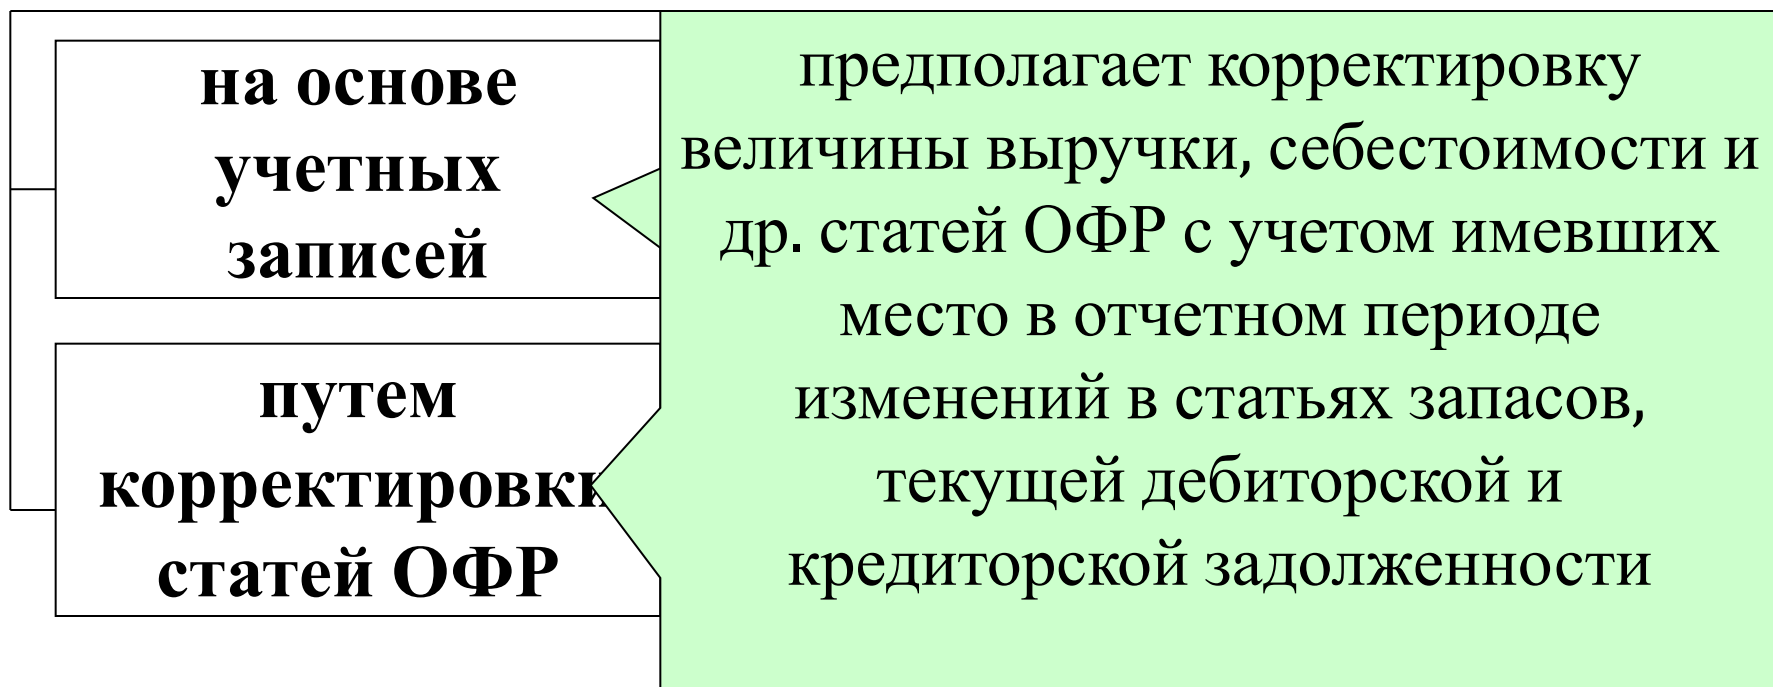 на основе
учетных
записей
путем
корректировки
статей ОФР
предполагает корректировку
величины выручки, себестоимости и
др. статей ОФР с учетом имевших
место в отчетном периоде
изменений в статьях запасов,
текущей дебиторской и
кредиторской задолженности